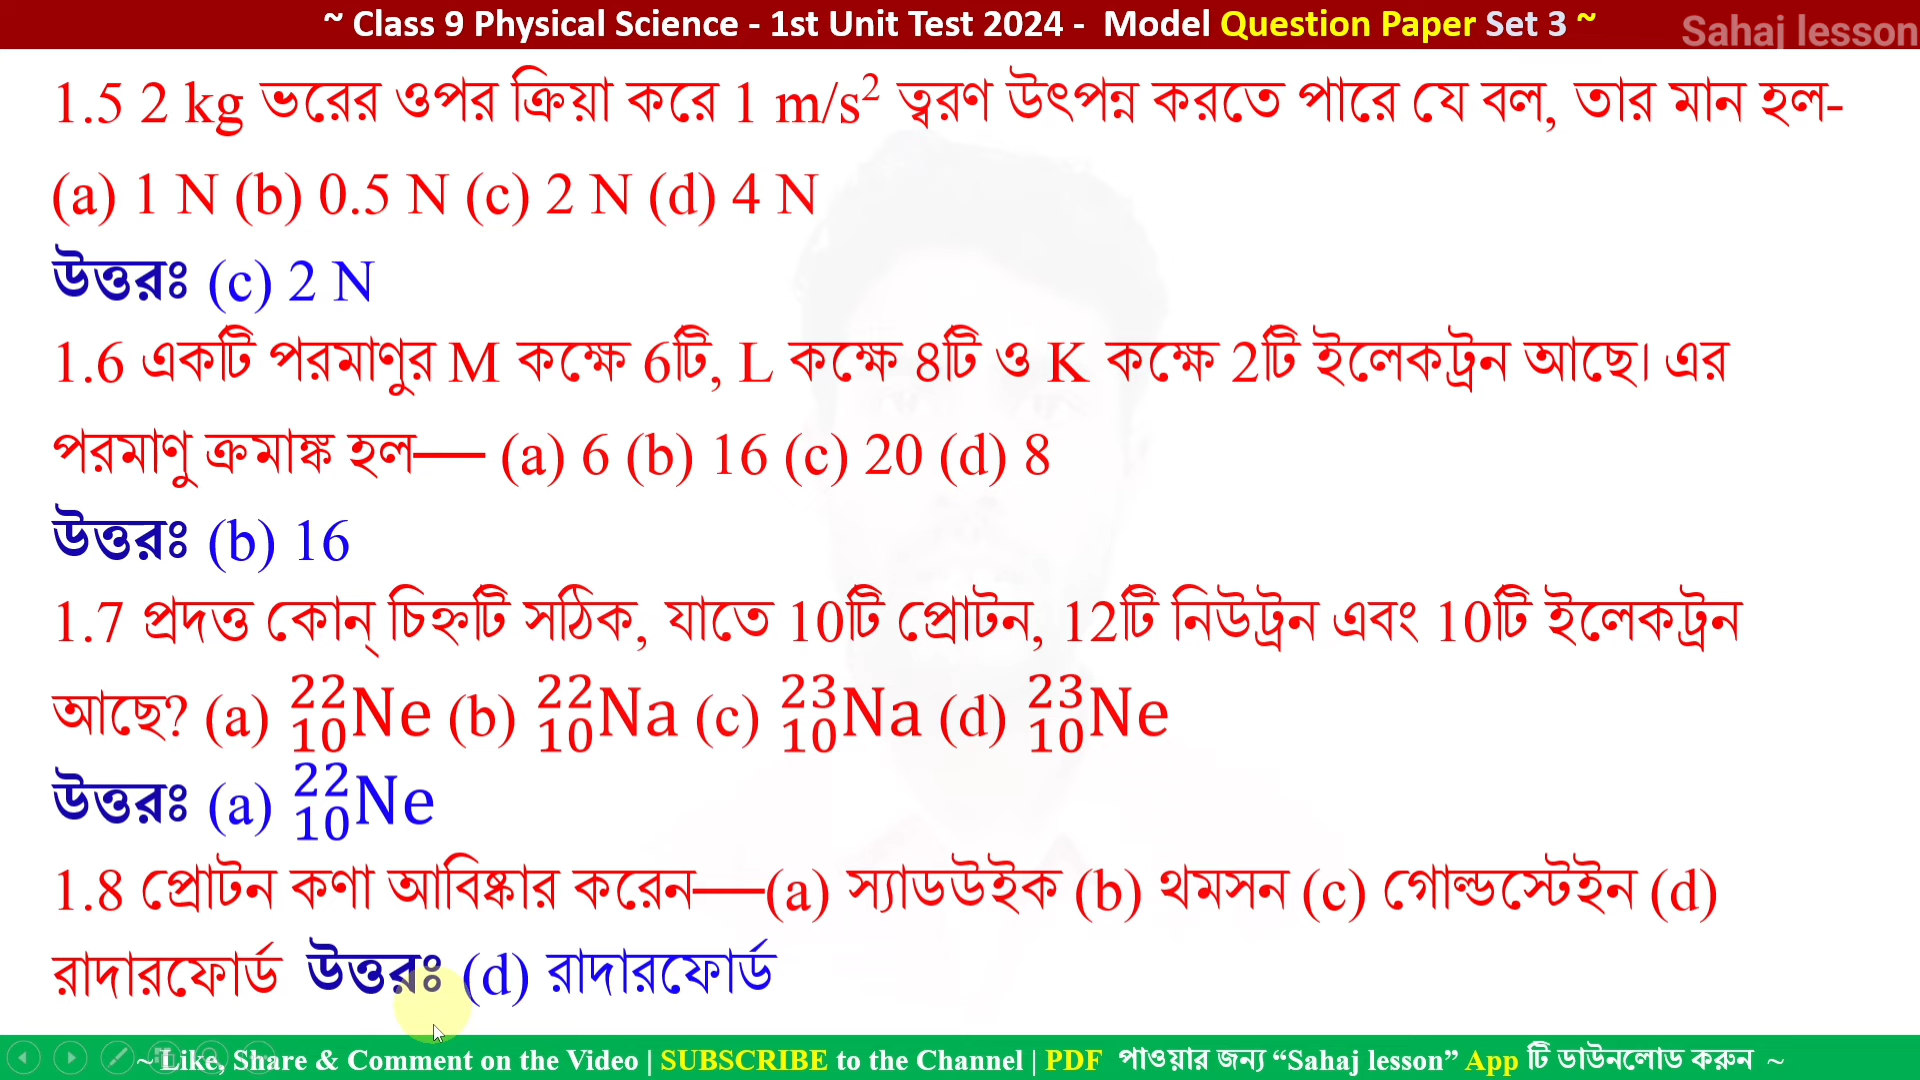 ~ Class 9 Physical Science - 1st Unit Test 2024 - Model Question Paper Set 3 ~
Sahaj lesson
1.5 2 kg ভরের ওপর ক্রিয়া করে 1 m/s² ত্বরণ উৎপন্ন করতে পারে যে বল, তার মান হল-
(a) 1 N (b) 0.5 N (c) 2 N (d) 4 N
উত্তরঃ (c) 2 N
1.6 একটি পরমাণুর M কক্ষে 6টি, L কক্ষে 8টি ও K কক্ষে 2টি ইলেকট্রন আছে। এর
পরমাণু ক্রমাঙ্ক হল— (a) 6 (b) 16 (c) 20 (d) 8
উত্তরঃ (b) 16
1.7 প্রদত্ত কোন্ চিহ্নটি সঠিক, যাতে 10টি প্রোটন, 12টি নিউট্রন এবং 10টি ইলেকট্রন
আছে? (a) ²²₁₀Ne (b) ²²₁₀Na (c) ²³₁₀Na (d) ²³₁₀Ne
উত্তরঃ (a) ²²₁₀Ne
1.8 প্রোটন কণা আবিষ্কার করেন—(a) স্যাডউইক (b) থমসন (c) গোল্ডস্টেইন (d)
রাদারফোর্ড উত্তরঃ (d) রাদারফোর্ড
~ Like, Share & Comment on the Video | SUBSCRIBE to the Channel | PDF পাওয়ার জন্য “Sahaj lesson” App টি ডাউনলোড করুন ~